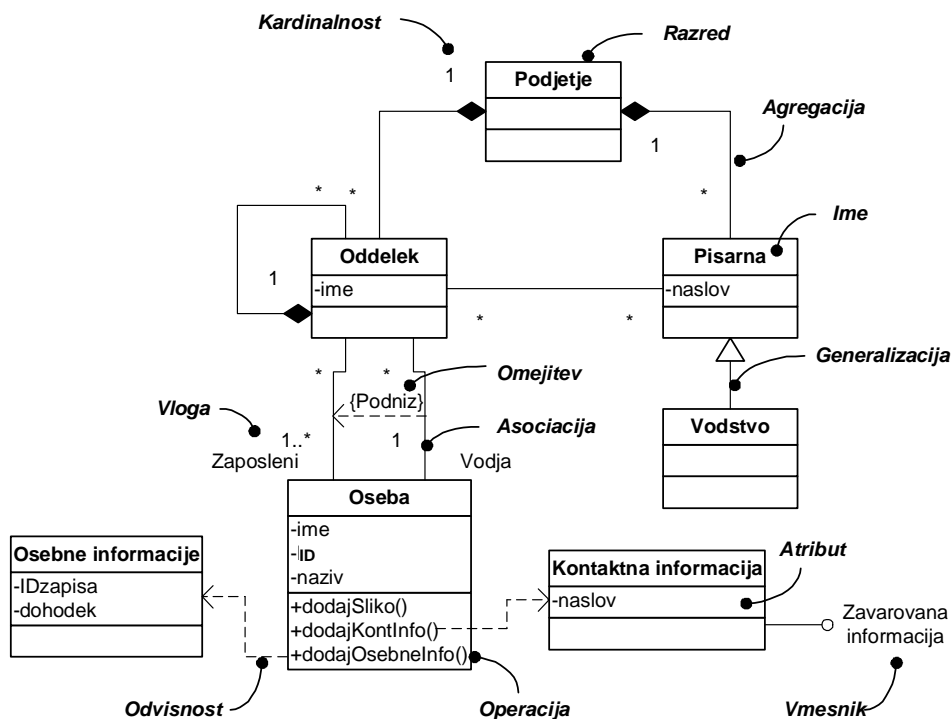 Kardinalnost
Razred
1
Podjetje
Agregacija
1
* *
*
Ime
Oddelek
-ime
1
Pisarna
-naslov
* *
Generalizacija
* *
Omejitev
{Podniz}
Vloga
1..*
1
Asociacija
Zaposleni
Vodja
Vodstvo
Oseba
-ime
-ID
-naziv
+dodajSliko()
+dodajKontInfo()
+dodajOsebneInfo()
Osebne informacije
-IDzapisa
-dohodek
Kontaktna informacija
-naslov
Atribut
Zavarovana
informacija
Odvisnost
Operacija
Vmesnik